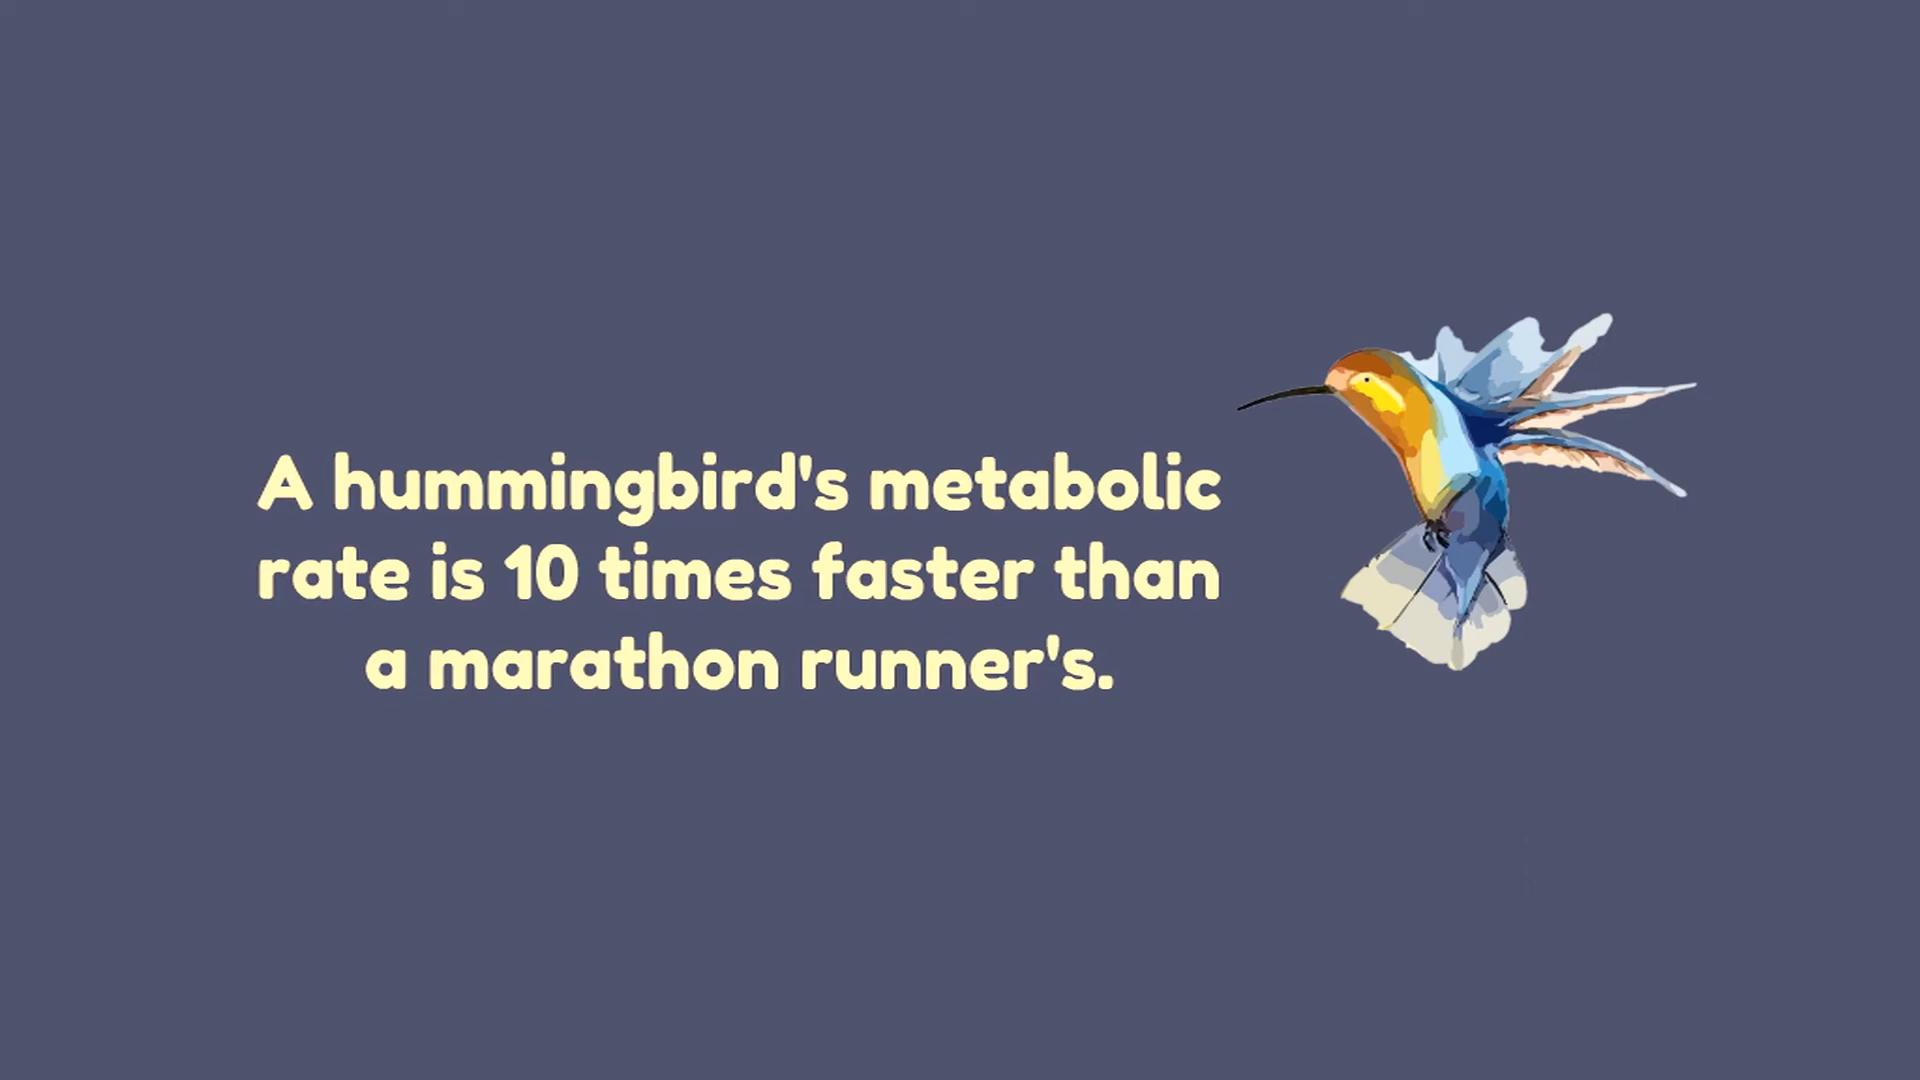 A hummingbird's metabolic
rate is 10 times faster than
a marathon runner's.